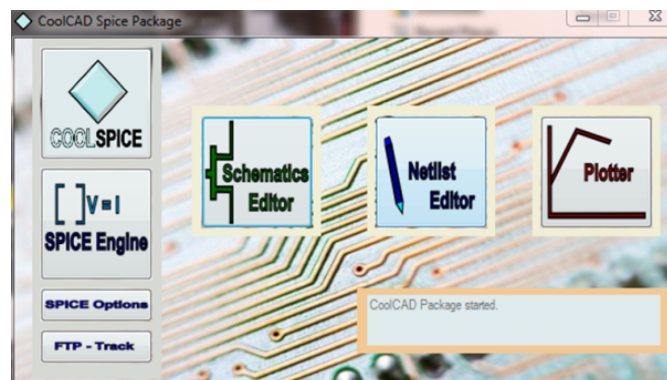 CoolCAD Spice Package
COOLSPICE
[ ]V=I
SPICE Engine
SPICE Options
FTP - Track
Schematics
Editor
Netlist
Editor
Plotter
CoolCAD Package started.